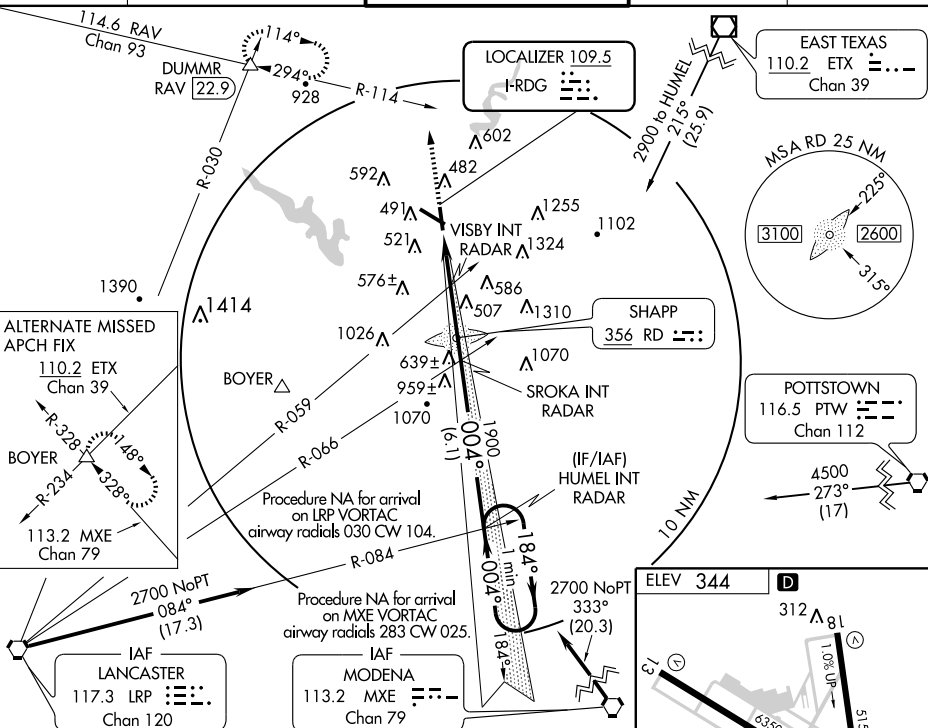 114.6 RAV
Chan 93
114°
294°
DUMMR
RAV 22.9
928
R-114
R-030
LOCALIZER 109.5
I-RDG
2900 to HUMEL
215°
(25.9)
EAST TEXAS
110.2 ETX
Chan 39
MSA RD 25 NM
225°
3100
2600
315°
602
592
482
491
1255
1102
521
VISBY INT
RADAR
1324
576±
586
507
1310
1390
1414
1026
639±
959±
1070
1070
SHAPP
356 RD
SROKA INT
RADAR
ALTERNATE MISSED
APCH FIX
110.2 ETX
Chan 39
R-328
BOYER
148°
328°
R-234
113.2 MXE
Chan 79
BOYER
R-059
R-066
1900
004°
(6.1)
(IF/IAF)
HUMEL INT
RADAR
POTTSTOWN
116.5 PTW
Chan 112
4500
273°
(17)
10 NM
Procedure NA for arrival
on LRP VORTAC
airway radials 030 CW 104.
R-084
184°
1 min
004°
184°
2700 NoPT
084°
(17.3)
Procedure NA for arrival
on MXE VORTAC
airway radials 283 CW 025.
2700 NoPT
333°
(20.3)
IAF
LANCASTER
117.3 LRP
Chan 120
IAF
MODENA
113.2 MXE
Chan 79
ELEV 344
D
312
18
V
1.0% UP
13
V
6350
515